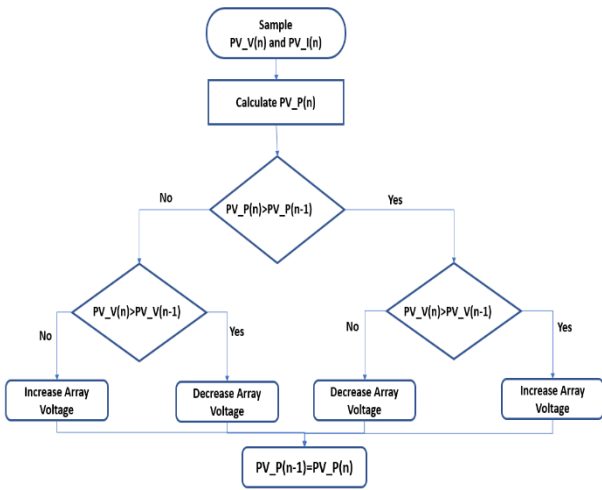 Sample
PV_V(n) and PV_I(n)
Calculate PV_P(n)
No
PV_P(n)>PV_P(n-1)
Yes
PV_V(n)>PV_V(n-1)
PV_V(n)>PV_V(n-1)
No
Yes
No
Yes
Increase Array
Voltage
Decrease Array
Voltage
Decrease Array
Voltage
Increase Array
Voltage
PV_P(n-1)=PV_P(n)